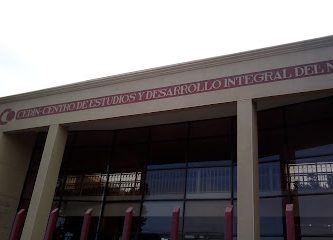 CEDIN-CENTRO DE ESTUDIOS Y DESARROLLO INTEGRAL DEL